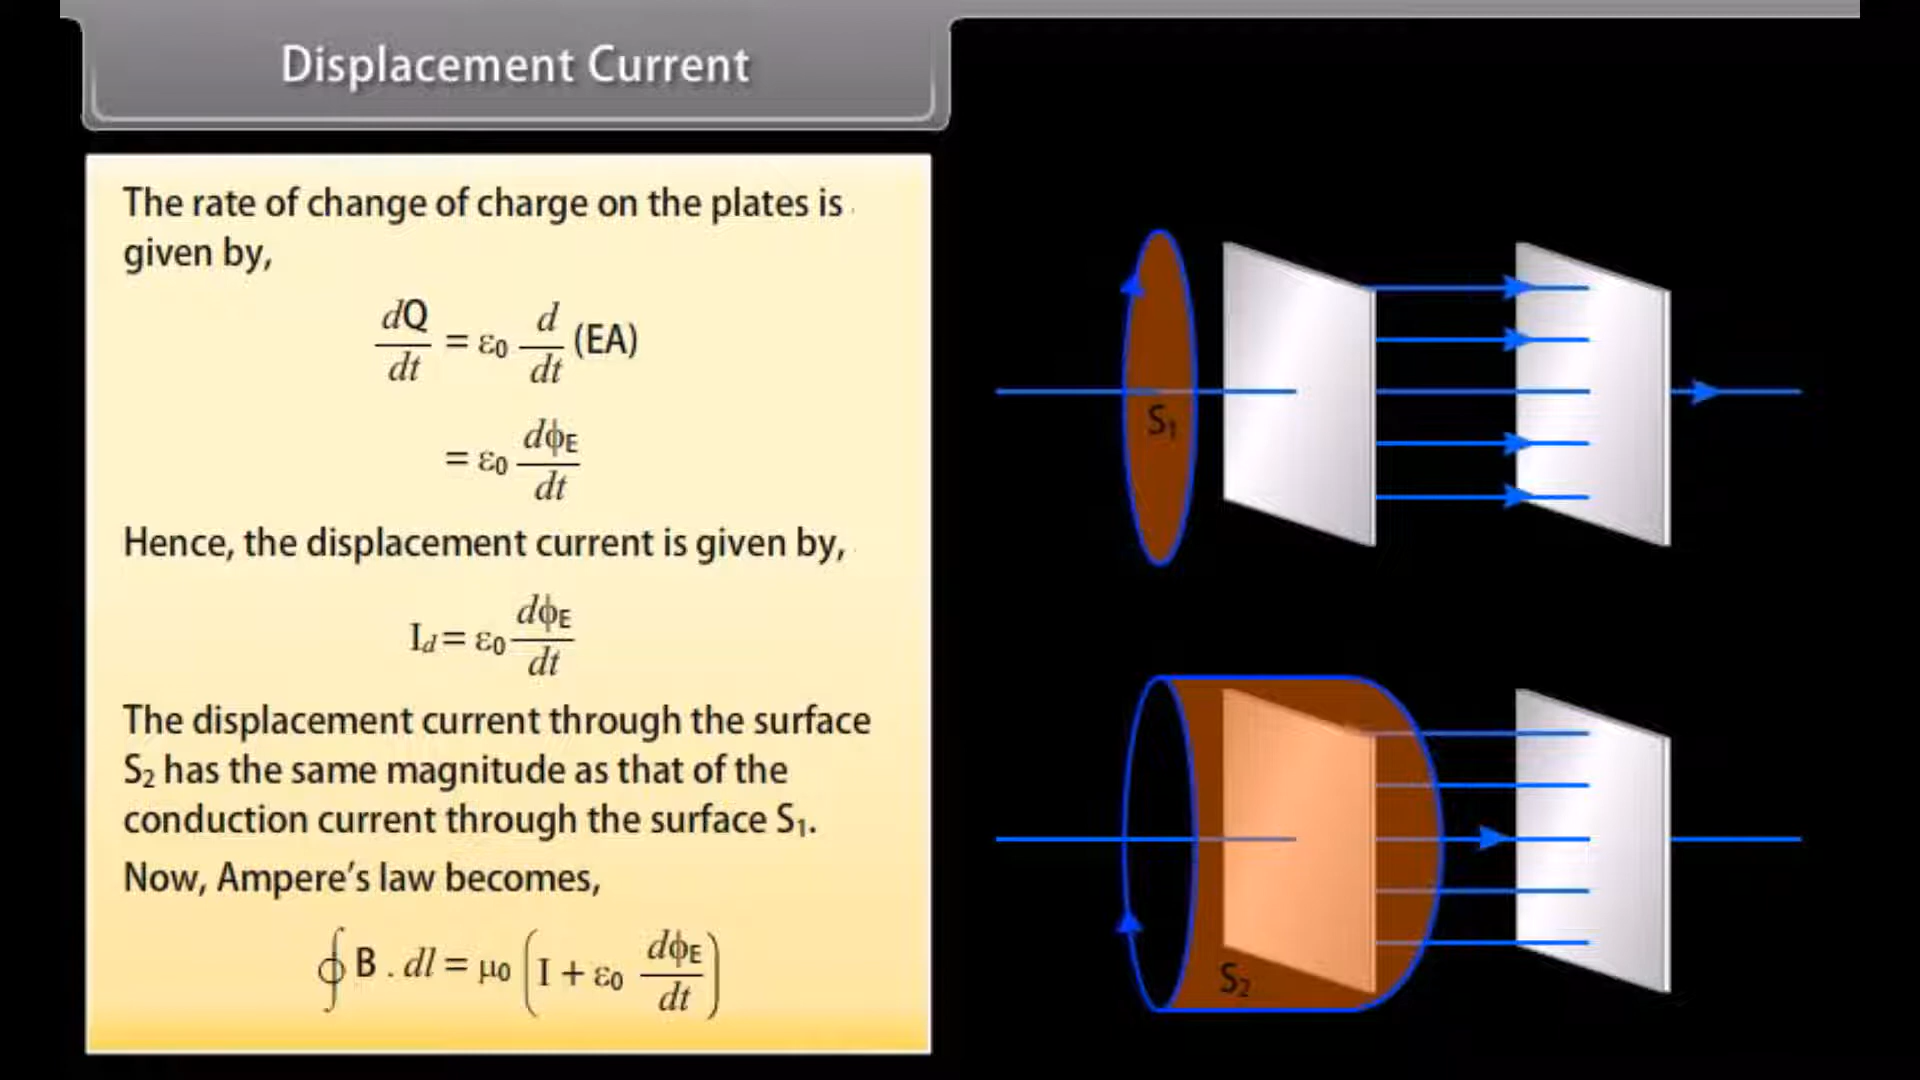 Displacement Current
The rate of change of charge on the plates is
given by,
dQ/dt = ε₀ d/dt (EA)
= ε₀ dϕE/dt
Hence, the displacement current is given by,
Id = ε₀ dϕE/dt
The displacement current through the surface
S₂ has the same magnitude as that of the
conduction current through the surface S₁.
Now, Ampere's law becomes,
∮ B . dl = μ₀ (I + ε₀ dϕE/dt)
S₁
S₂